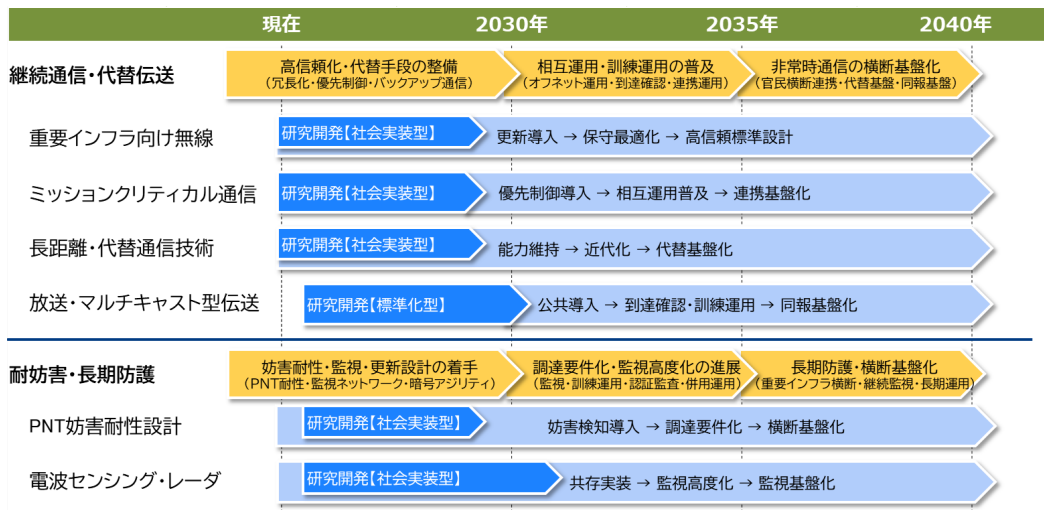 現在 2030年 2035年 2040年
継続通信・代替伝送
高信頼化・代替手段の整備
(冗長化・優先制御・バックアップ通信)
相互運用・訓練運用の普及
(オフネット運用・到達確認・連携運用)
非常時通信の横断基盤化
(官民横断連携・代替基盤・同報基盤)
重要インフラ向け無線
研究開発【社会実装型】
更新導入 → 保守最適化 → 高信頼標準設計
ミッションクリティカル通信
研究開発【社会実装型】
優先制御導入 → 相互運用普及 → 連携基盤化
長距離・代替通信技術
研究開発【社会実装型】
能力維持 → 近代化 → 代替基盤化
放送・マルチキャスト型伝送
研究開発【標準化型】
公共導入 → 到達確認・訓練運用 → 同報基盤化
耐妨害・長期防護
妨害耐性・監視・更新設計の着手
(PNT耐性・監視ネットワーク・暗号アジリティ)
調達要件化・監視高度化の進展
(監視・訓練運用・認証監査・併用運用)
長期防護・横断基盤化
(重要インフラ横断・継続監視・長期運用)
PNT妨害耐性設計
研究開発【社会実装型】
妨害検知導入 → 調達要件化 → 横断基盤化
電波センシング・レーダ
研究開発【社会実装型】
共存実装 → 監視高度化 → 監視基盤化